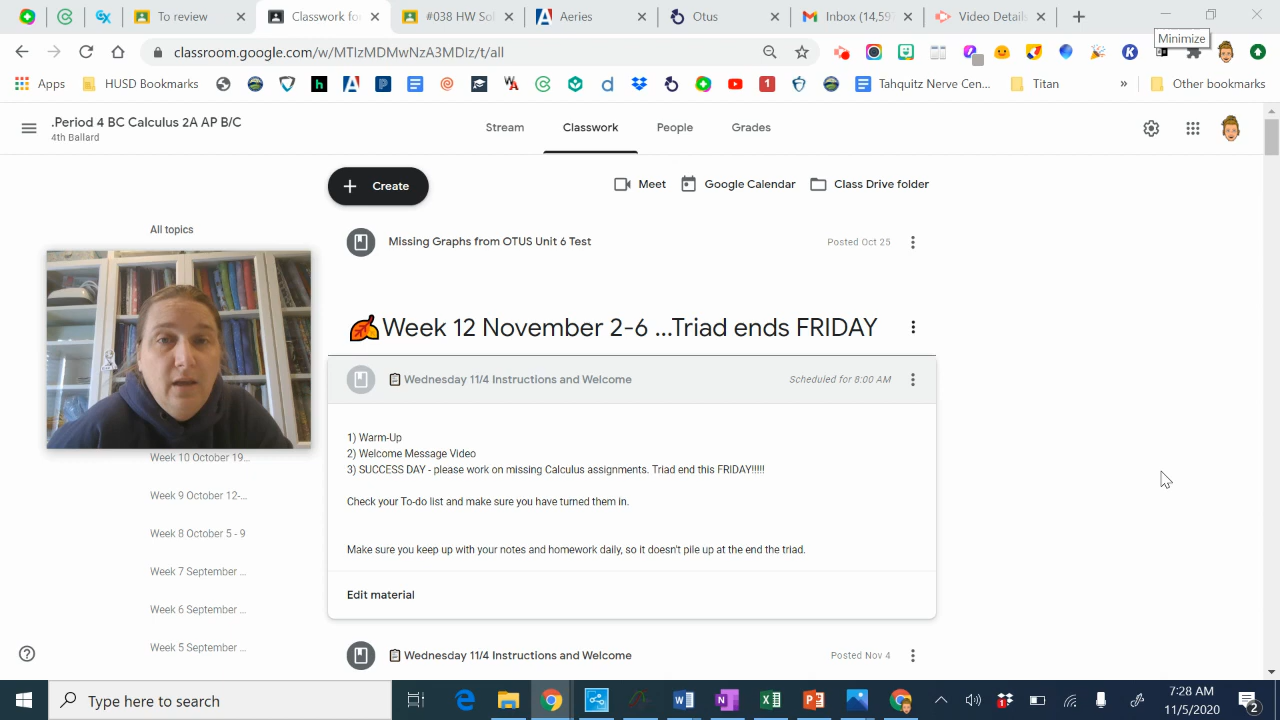 To review
Classwork fo
#038 HW Sol
Aeries
Otus
Inbox (14,59
Video Details
Minimize
classroom.google.com/w/MTIzMDMwNzA3MDIz/t/all
Apps
HUSD Bookmarks
Tahquitz Nerve Cen...
Titan
»
Other bookmarks
.Period 4 BC Calculus 2A AP B/C
4th Ballard
Stream
Classwork
People
Grades
Create
Meet
Google Calendar
Class Drive folder
All topics
Missing Graphs from OTUS Unit 6 Test
Posted Oct 25
Week 12 November 2-6 ...Triad ends FRIDAY
Wednesday 11/4 Instructions and Welcome
Scheduled for 8:00 AM
1) Warm-Up
2) Welcome Message Video
3) SUCCESS DAY - please work on missing Calculus assignments. Triad end this FRIDAY!!!!!
Check your To-do list and make sure you have turned them in.
Make sure you keep up with your notes and homework daily, so it doesn't pile up at the end the triad.
Edit material
Week 10 October 19...
Week 9 October 12-...
Week 8 October 5 - 9
Week 7 September ...
Week 6 September ...
Week 5 September ...
Wednesday 11/4 Instructions and Welcome
Posted Nov 4
Type here to search
7:28 AM
11/5/2020
2